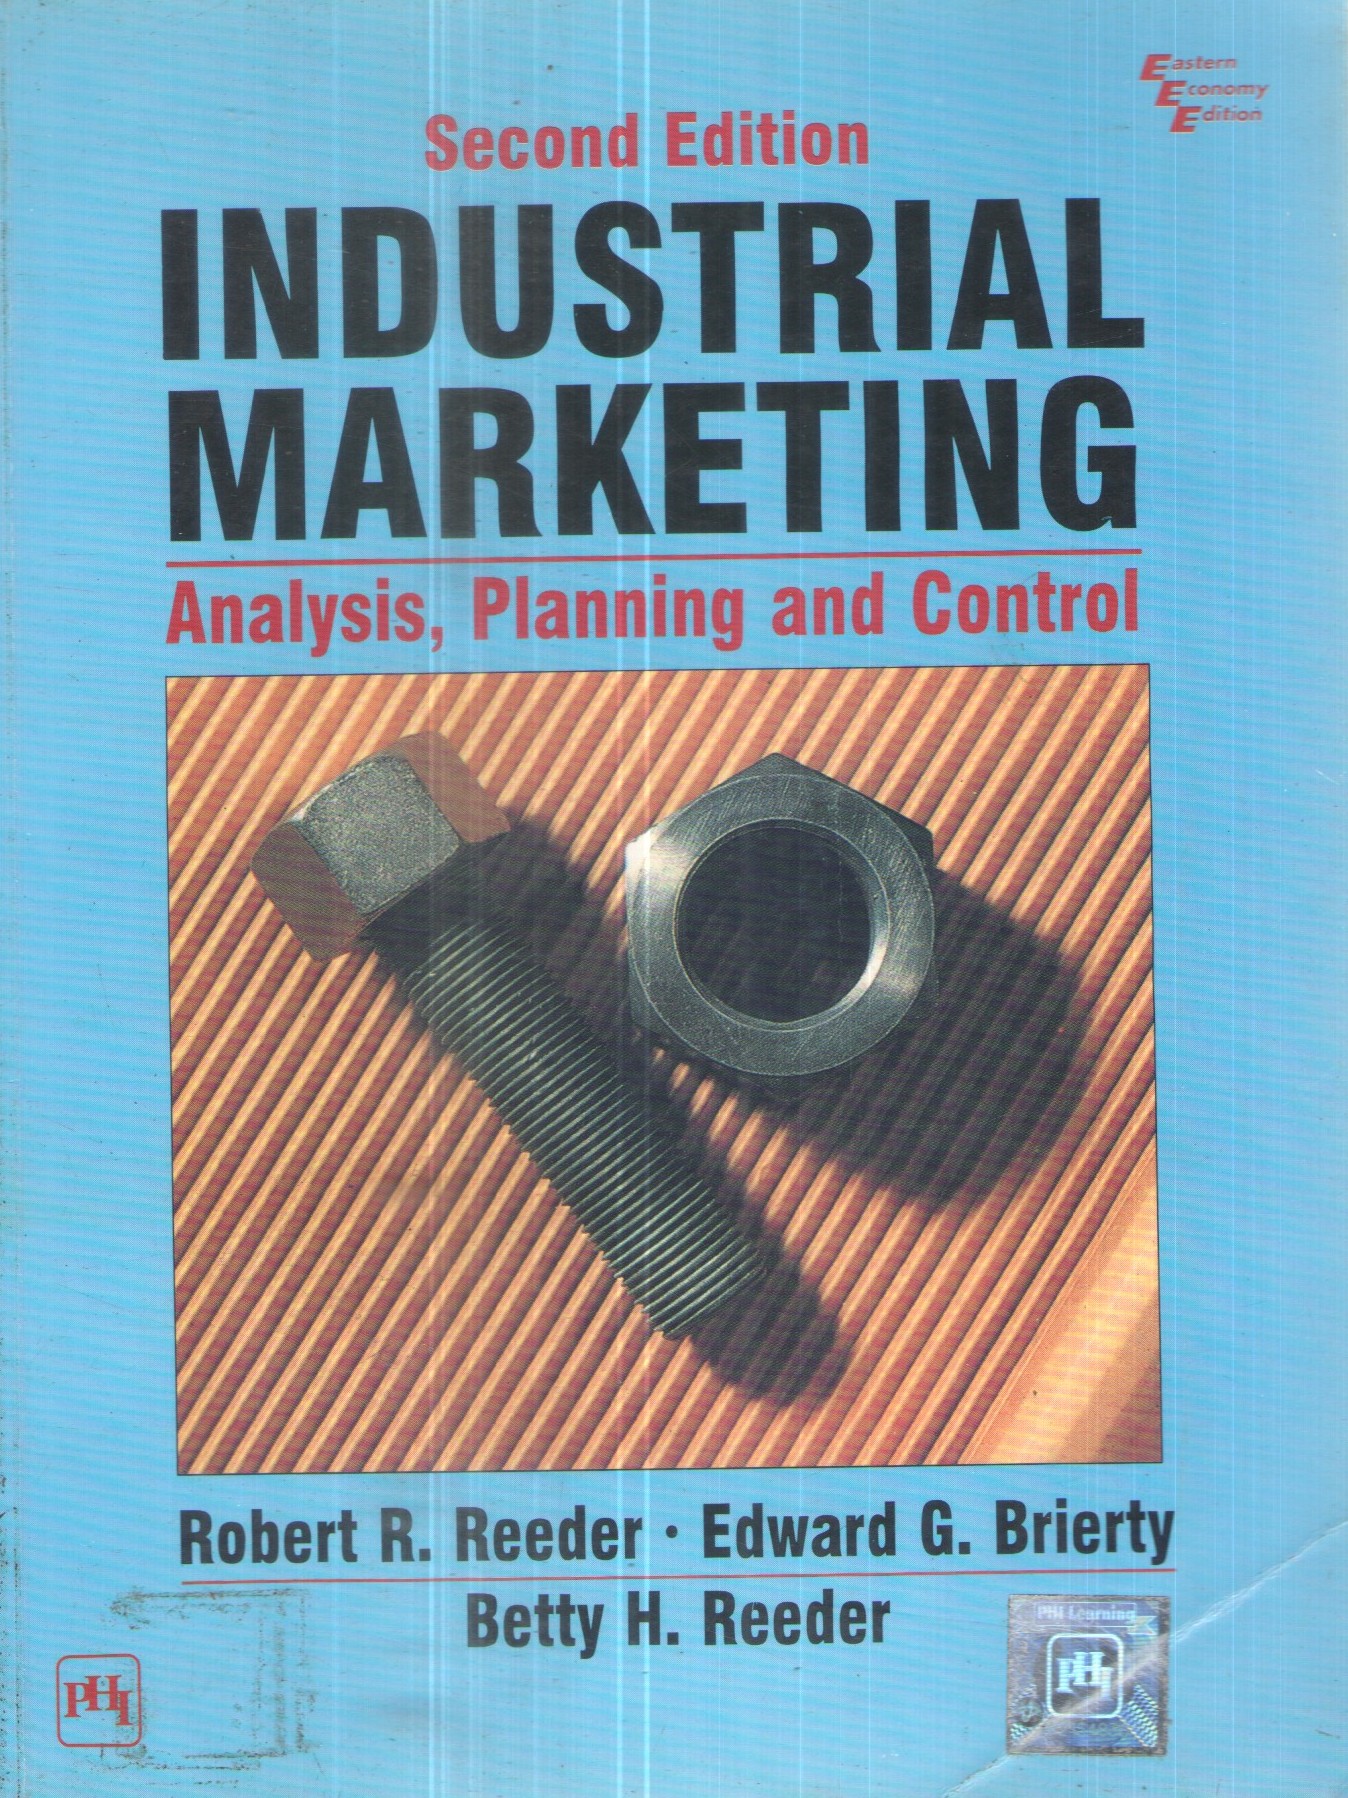 Eastern
Economy
Edition
Second Edition
INDUSTRIAL
MARKETING
Analysis, Planning and Control
Robert R. Reeder · Edward G. Brierty
Betty H. Reeder
PHI Learning
PHI
PHI